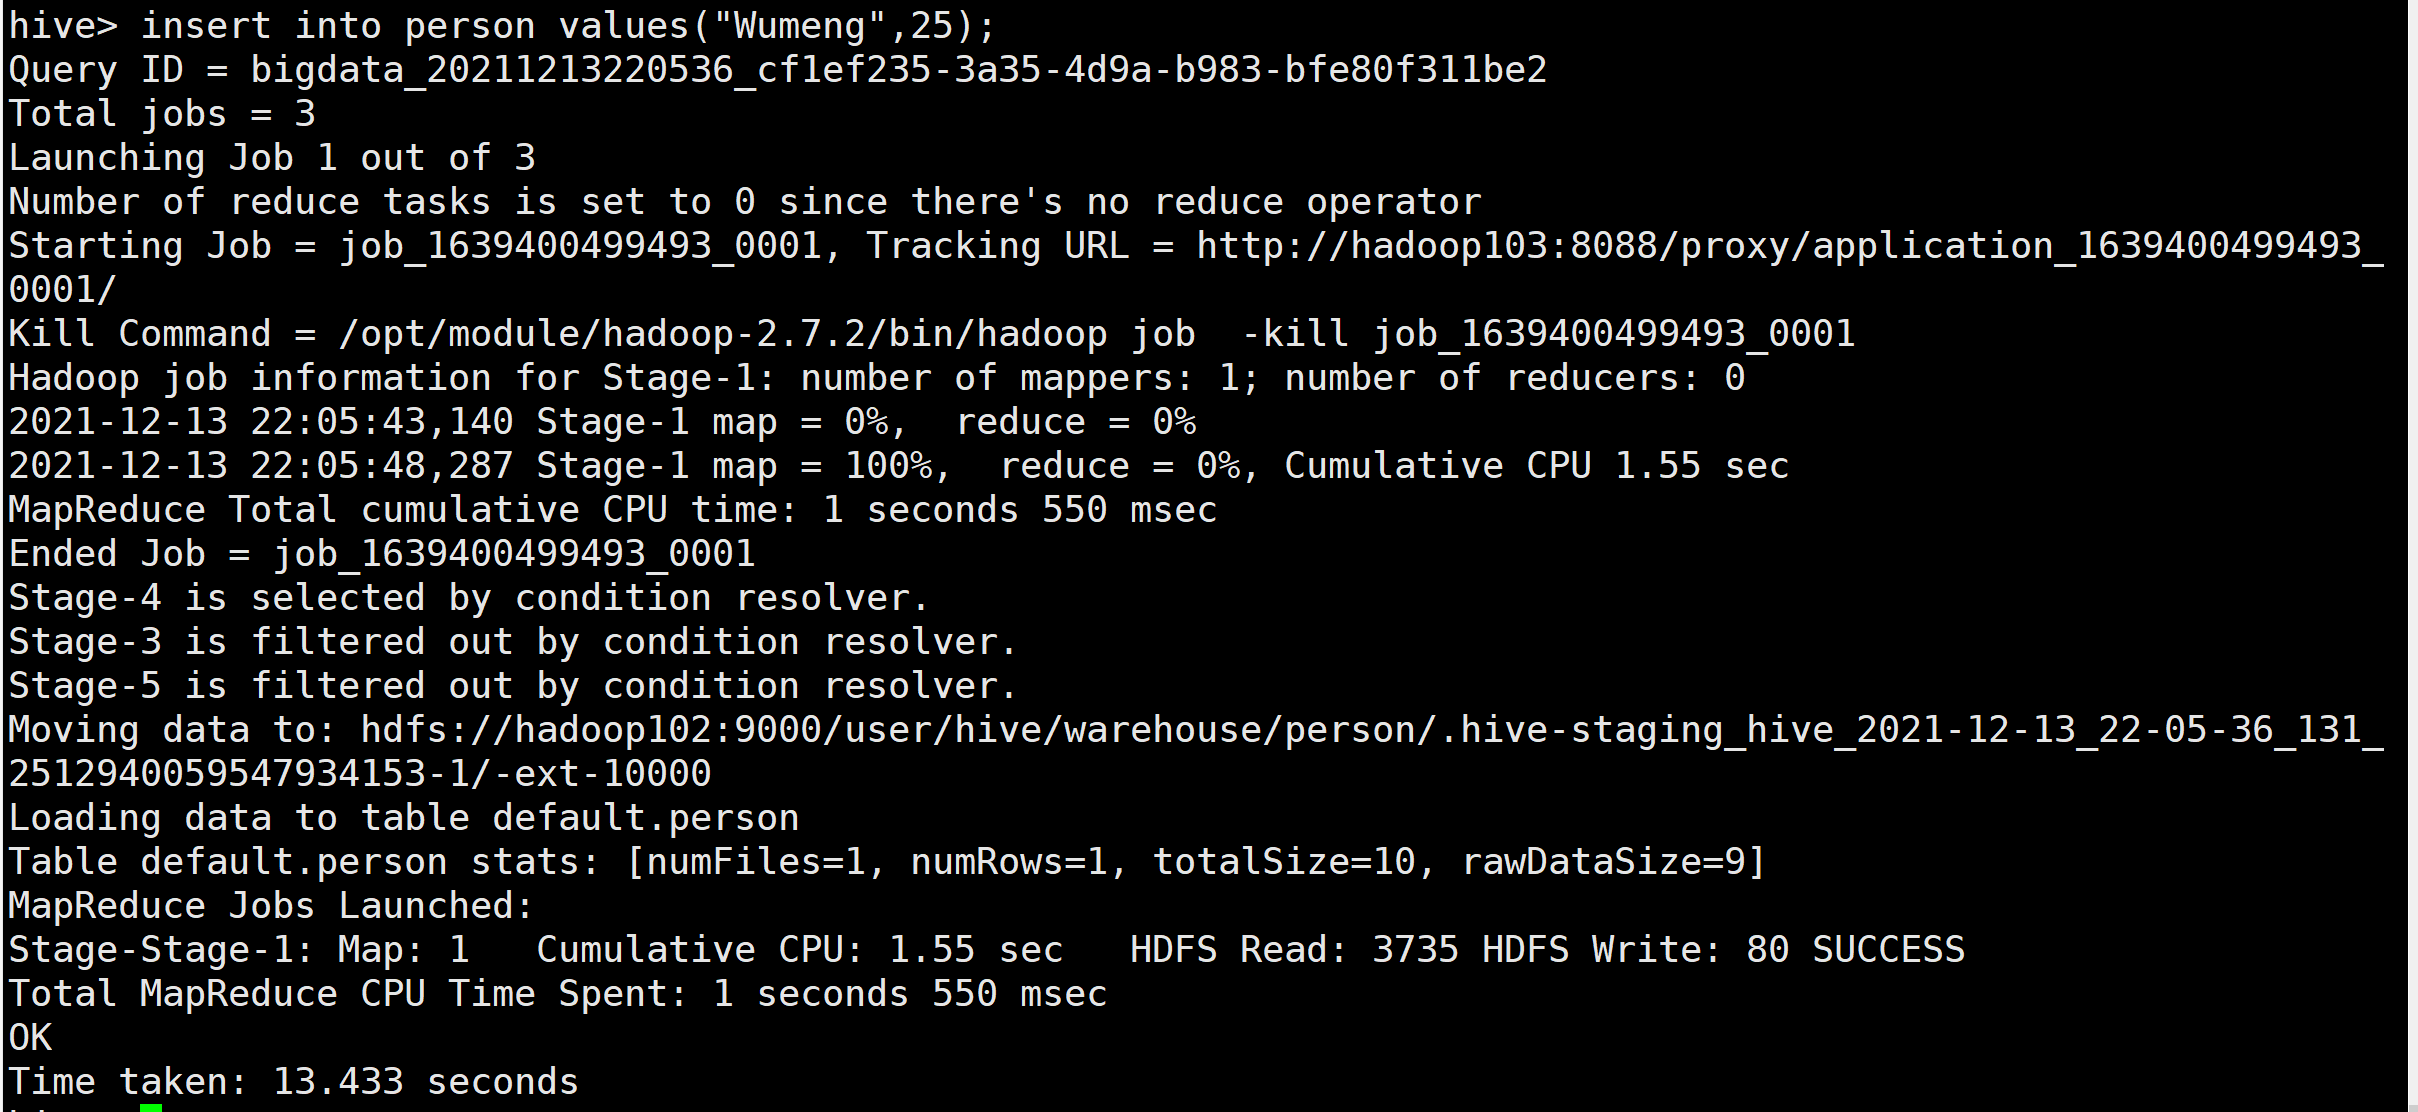 hive> insert into person values("Wumeng",25);
Query ID = bigdata_20211213220536_cf1ef235-3a35-4d9a-b983-bfe80f311be2
Total jobs = 3
Launching Job 1 out of 3
Number of reduce tasks is set to 0 since there's no reduce operator
Starting Job = job_1639400499493_0001, Tracking URL = http://hadoop103:8088/proxy/application_1639400499493_
0001/
Kill Command = /opt/module/hadoop-2.7.2/bin/hadoop job  -kill job_1639400499493_0001
Hadoop job information for Stage-1: number of mappers: 1; number of reducers: 0
2021-12-13 22:05:43,140 Stage-1 map = 0%,  reduce = 0%
2021-12-13 22:05:48,287 Stage-1 map = 100%,  reduce = 0%, Cumulative CPU 1.55 sec
MapReduce Total cumulative CPU time: 1 seconds 550 msec
Ended Job = job_1639400499493_0001
Stage-4 is selected by condition resolver.
Stage-3 is filtered out by condition resolver.
Stage-5 is filtered out by condition resolver.
Moving data to: hdfs://hadoop102:9000/user/hive/warehouse/person/.hive-staging_hive_2021-12-13_22-05-36_131_
2512940059547934153-1/-ext-10000
Loading data to table default.person
Table default.person stats: [numFiles=1, numRows=1, totalSize=10, rawDataSize=9]
MapReduce Jobs Launched:
Stage-Stage-1: Map: 1   Cumulative CPU: 1.55 sec   HDFS Read: 3735 HDFS Write: 80 SUCCESS
Total MapReduce CPU Time Spent: 1 seconds 550 msec
OK
Time taken: 13.433 seconds